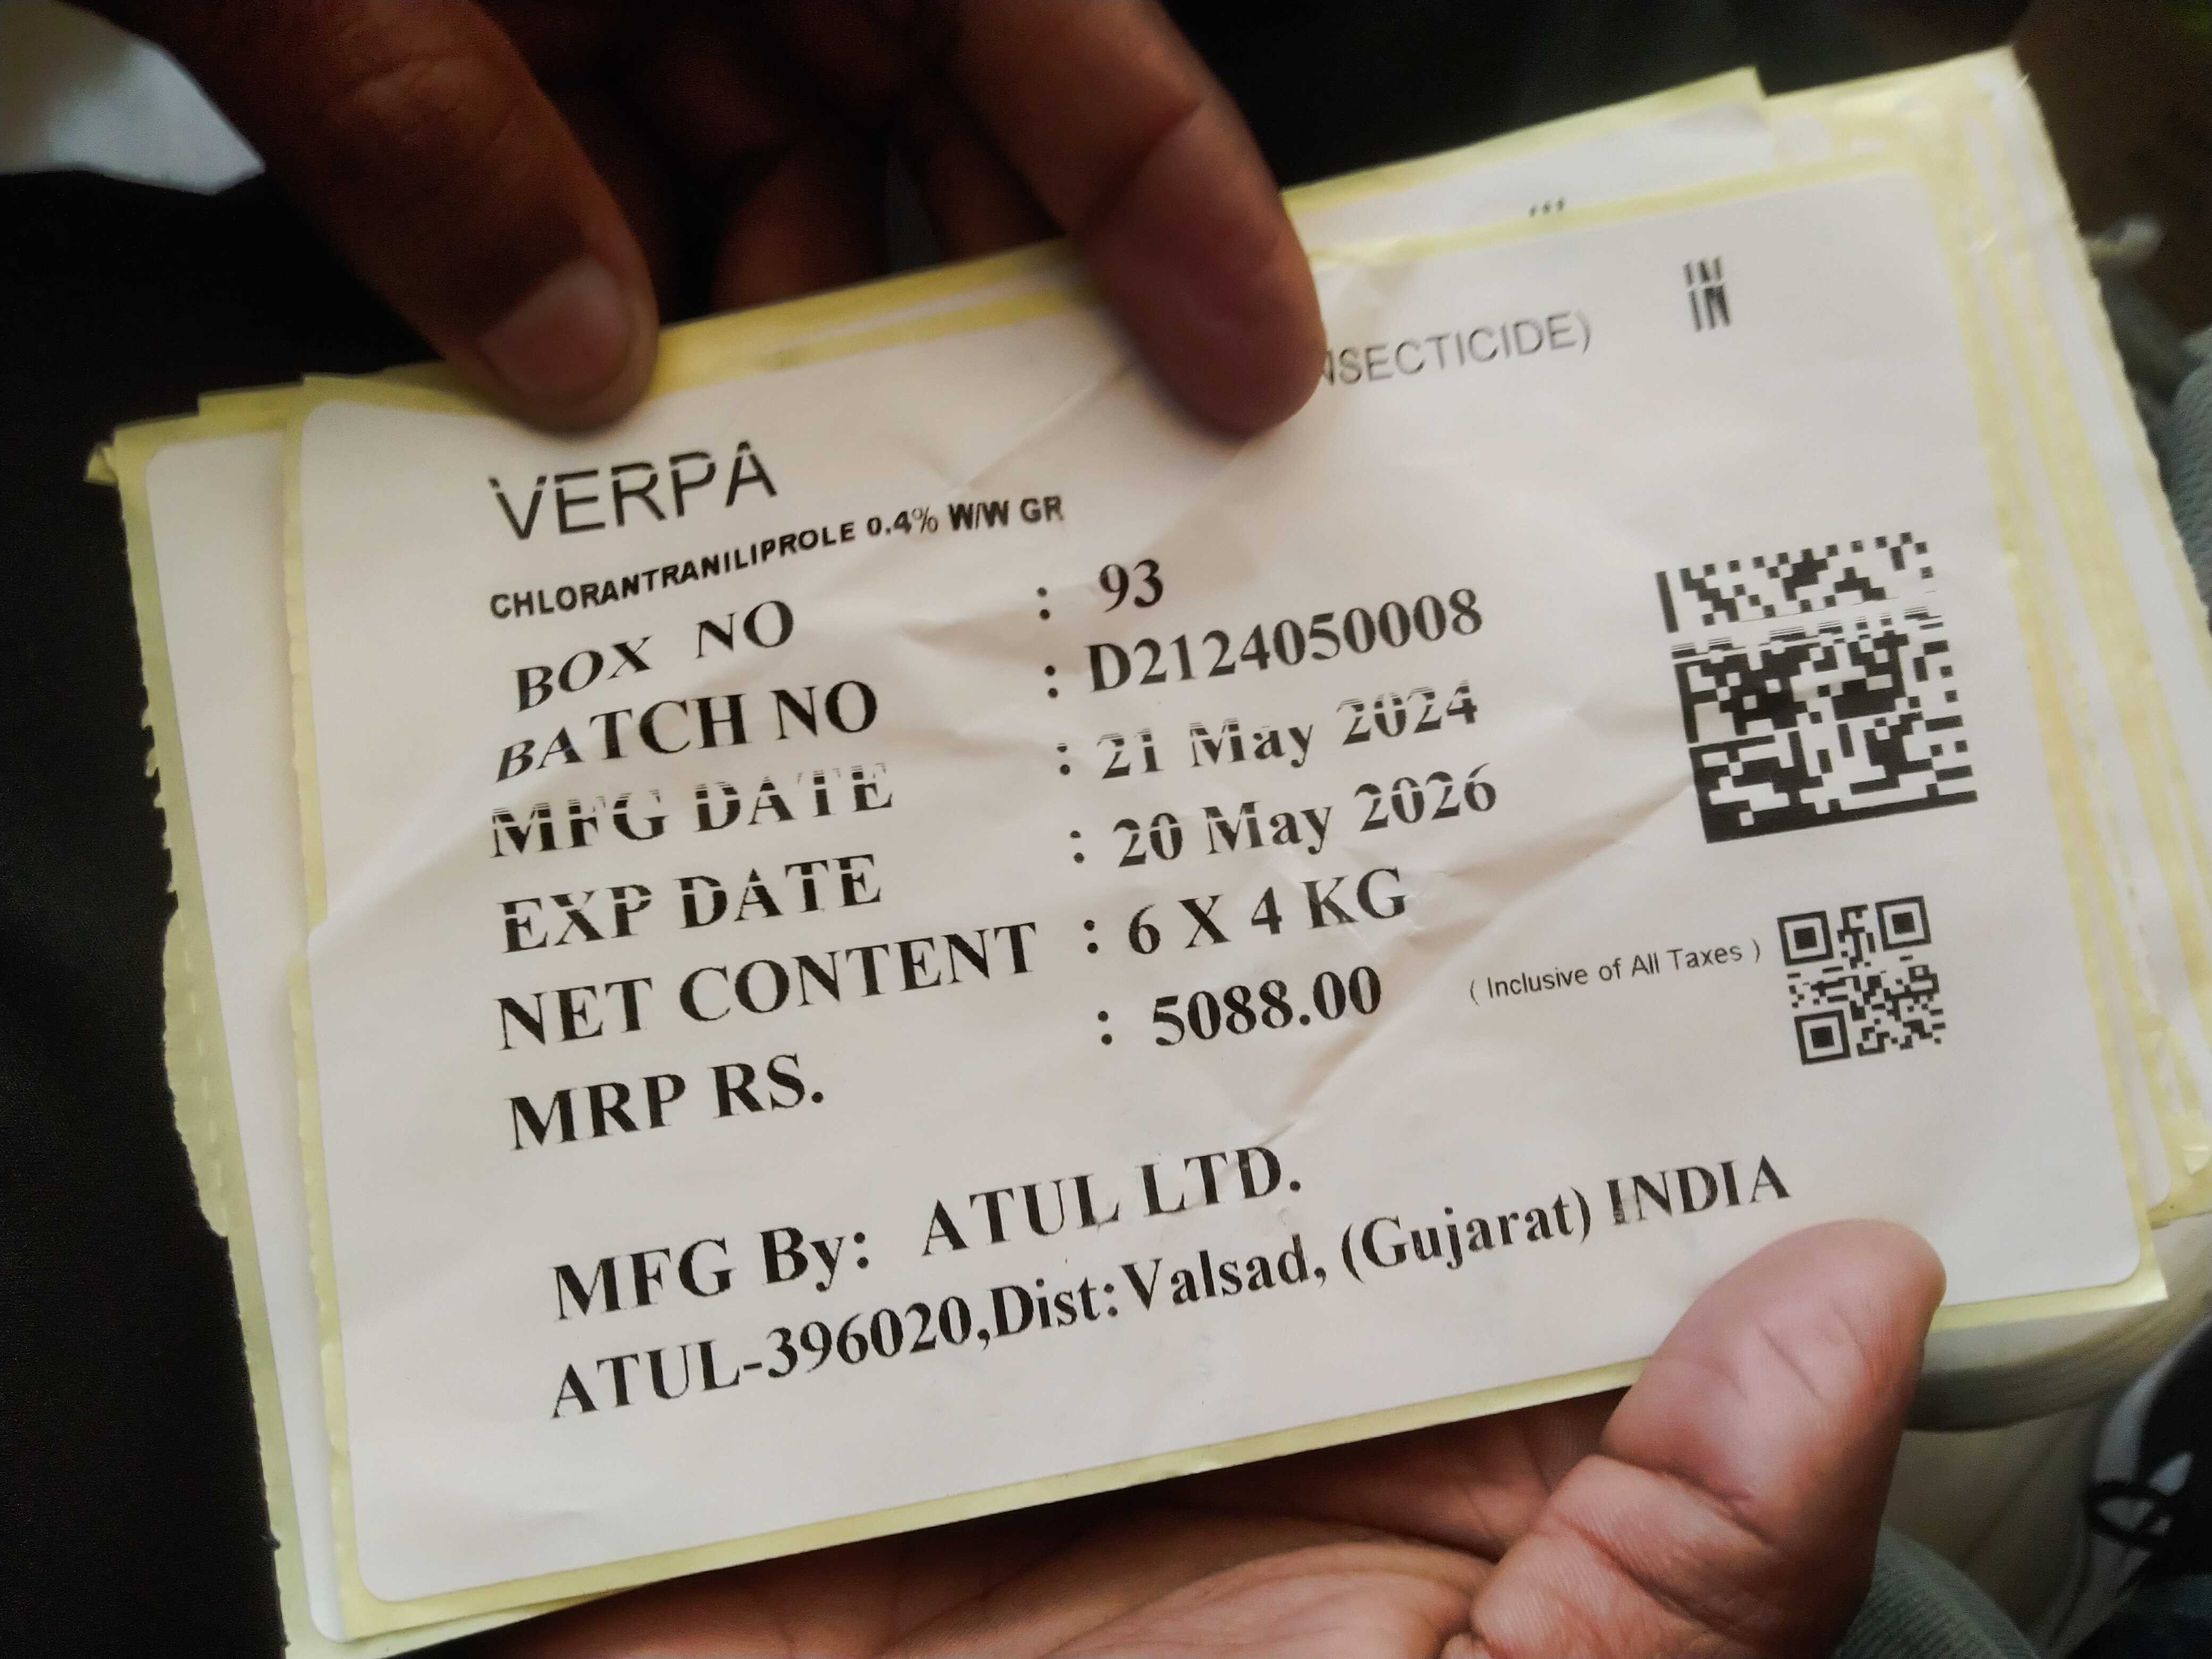 IN
INSECTICIDE)
VERPA
CHLORANTRANILIPROLE 0.4% W/W GR
BOX NO : 93
BATCH NO : D2124050008
MFG DATE : 21 May 2024
EXP DATE : 20 May 2026
NET CONTENT : 6 X 4 KG
MRP RS. : 5088.00 ( Inclusive of All Taxes )
MFG By: ATUL LTD.
ATUL-396020,Dist:Valsad, (Gujarat) INDIA